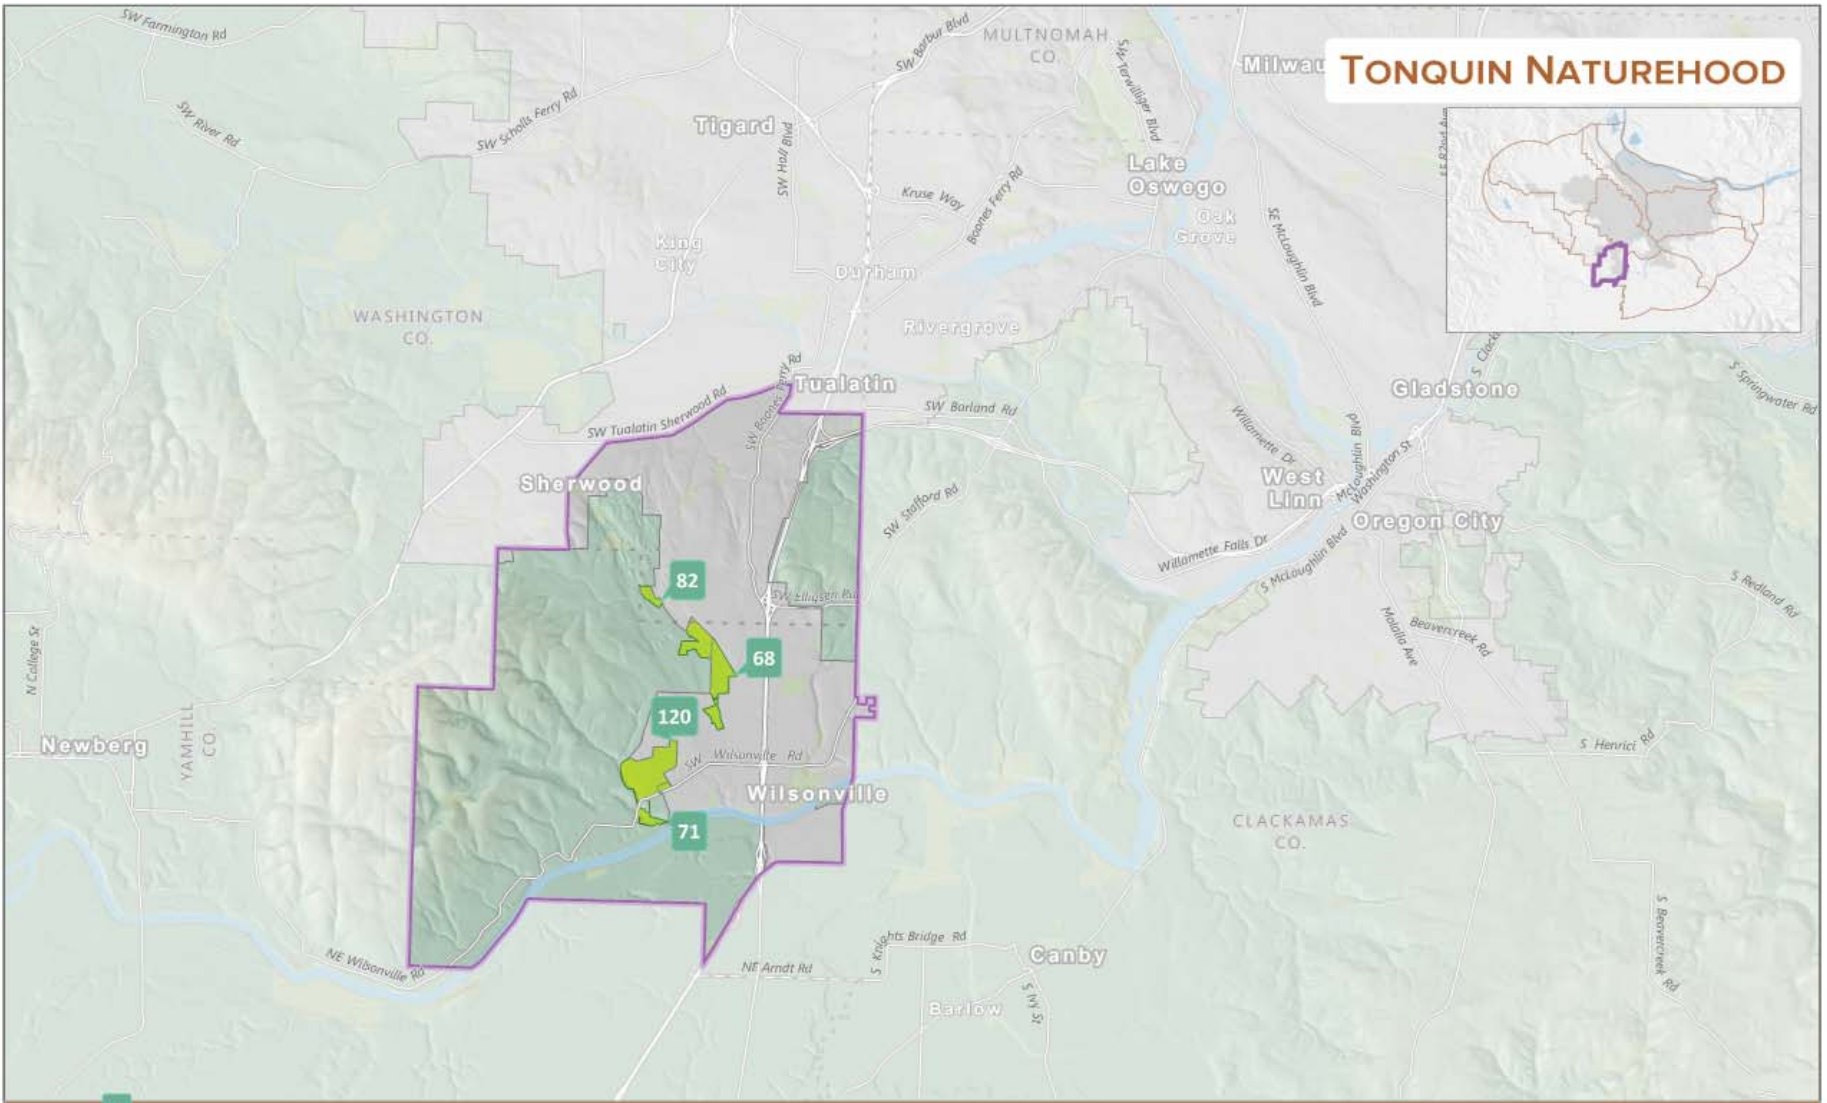 SW Farmington Rd
SW Barbur Blvd
MULTNOMAH
CO.
SW Terwilliger Blvd
Milwau
TONQUIN NATUREHOOD
SW River Rd
SW Scholls Ferry Rd
Tigard
SW Hall Blvd
Lake
Oswego
Kruse Way
Boones Ferry Rd
Oak
Grove
SE McLoughlin Blvd
King
City
Durham
WASHINGTON
CO.
Rivergrove
S Clack
S Springwater Rd
Tualatin
Gladstone
SW Tualatin Sherwood Rd
SW Boones Ferry Rd
SW Borland Rd
Willamette Dr
McLoughlin Blvd
Washington St
Sherwood
West
Linn
SW Stafford Rd
Oregon City
Willamette Falls Dr
S McLoughlin Blvd
82
SW Elligsen Rd
S Redland Rd
N College St
Molalla Ave
Beavercreek Rd
68
120
YAMHILL
CO.
Newberg
SW Wilsonville Rd
S Henrici Rd
Wilsonville
71
CLACKAMAS
CO.
NE Wilsonville Rd
S Knights Bridge Rd
Canby
NE Arndt Rd
S Ivy St
Barlow
S Beavercreek Rd